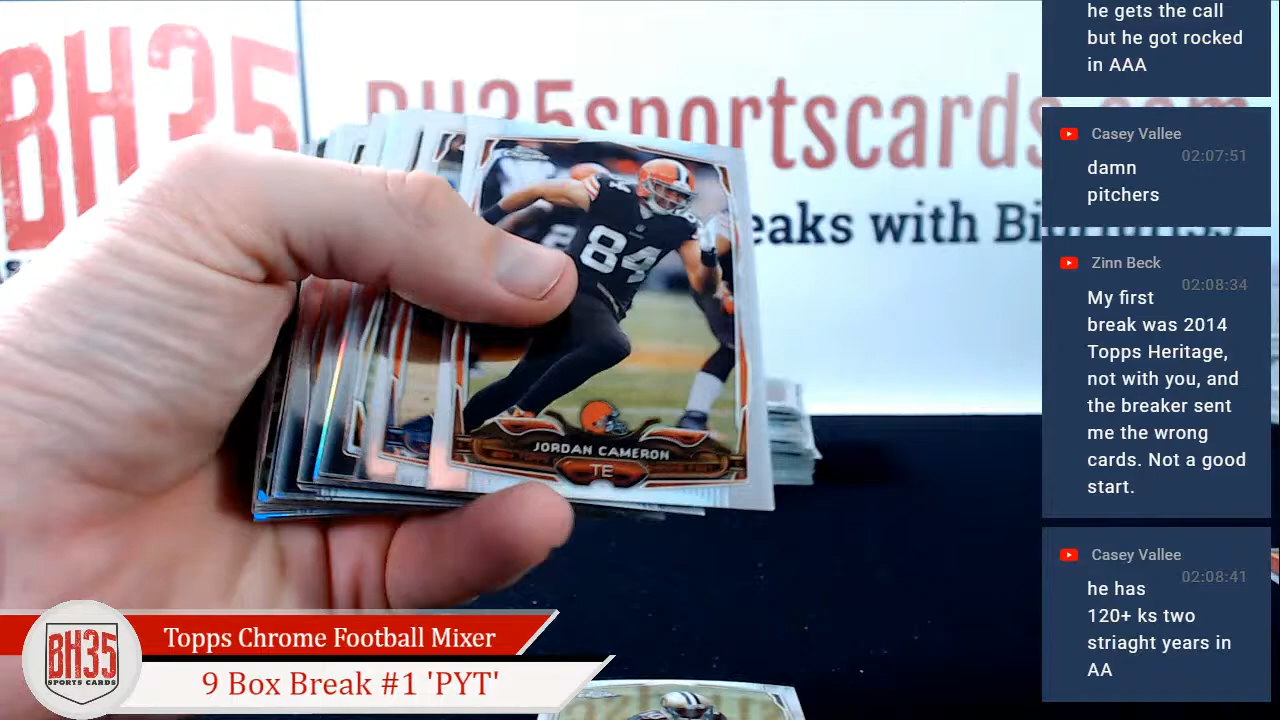 BH35
BH35sportscards.com
eaks with Bi
CHROME
84
JORDAN CAMERON
TE
BH35
SPORTS CARDS
Topps Chrome Football Mixer
9 Box Break #1 'PYT'
he gets the call
but he got rocked
in AAA
Casey Vallee
02:07:51
damn
pitchers
Zinn Beck
02:08:34
My first
break was 2014
Topps Heritage,
not with you, and
the breaker sent
me the wrong
cards. Not a good
start.
Casey Vallee
02:08:41
he has
120+ ks two
striaght years in
AA